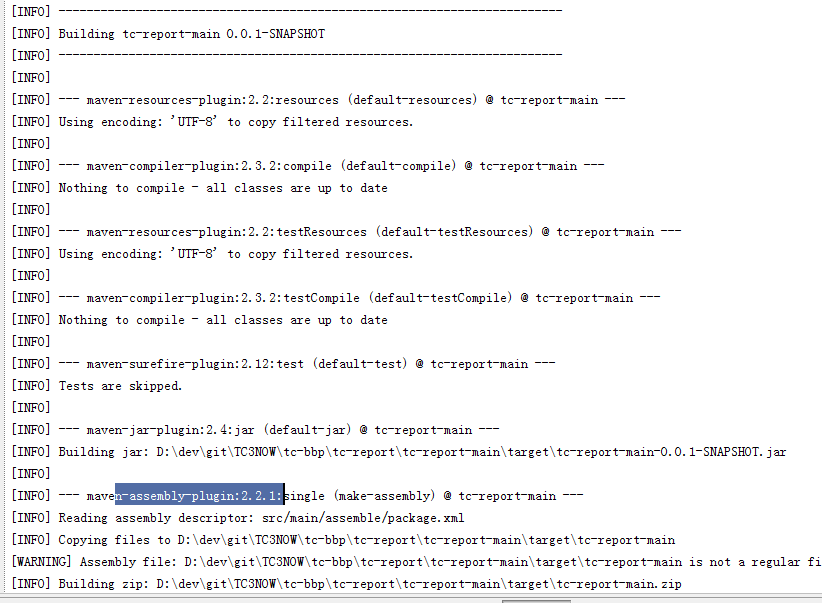 [INFO] ------------------------------------------------------------------------
[INFO] Building tc-report-main 0.0.1-SNAPSHOT
[INFO] ------------------------------------------------------------------------
[INFO]
[INFO] --- maven-resources-plugin:2.2:resources (default-resources) @ tc-report-main ---
[INFO] Using encoding: 'UTF-8' to copy filtered resources.
[INFO]
[INFO] --- maven-compiler-plugin:2.3.2:compile (default-compile) @ tc-report-main ---
[INFO] Nothing to compile - all classes are up to date
[INFO]
[INFO] --- maven-resources-plugin:2.2:testResources (default-testResources) @ tc-report-main ---
[INFO] Using encoding: 'UTF-8' to copy filtered resources.
[INFO]
[INFO] --- maven-compiler-plugin:2.3.2:testCompile (default-testCompile) @ tc-report-main ---
[INFO] Nothing to compile - all classes are up to date
[INFO]
[INFO] --- maven-surefire-plugin:2.12:test (default-test) @ tc-report-main ---
[INFO] Tests are skipped.
[INFO]
[INFO] --- maven-jar-plugin:2.4:jar (default-jar) @ tc-report-main ---
[INFO] Building jar: D:\dev\git\TC3NOW\tc-bbp\tc-report\tc-report-main\target\tc-report-main-0.0.1-SNAPSHOT.jar
[INFO]
[INFO] --- maven-assembly-plugin:2.2.1:single (make-assembly) @ tc-report-main ---
[INFO] Reading assembly descriptor: src/main/assemble/package.xml
[INFO] Copying files to D:\dev\git\TC3NOW\tc-bbp\tc-report\tc-report-main\target\tc-report-main
[WARNING] Assembly file: D:\dev\git\TC3NOW\tc-bbp\tc-report\tc-report-main\target\tc-report-main is not a regular fi
[INFO] Building zip: D:\dev\git\TC3NOW\tc-bbp\tc-report\tc-report-main\target\tc-report-main.zip